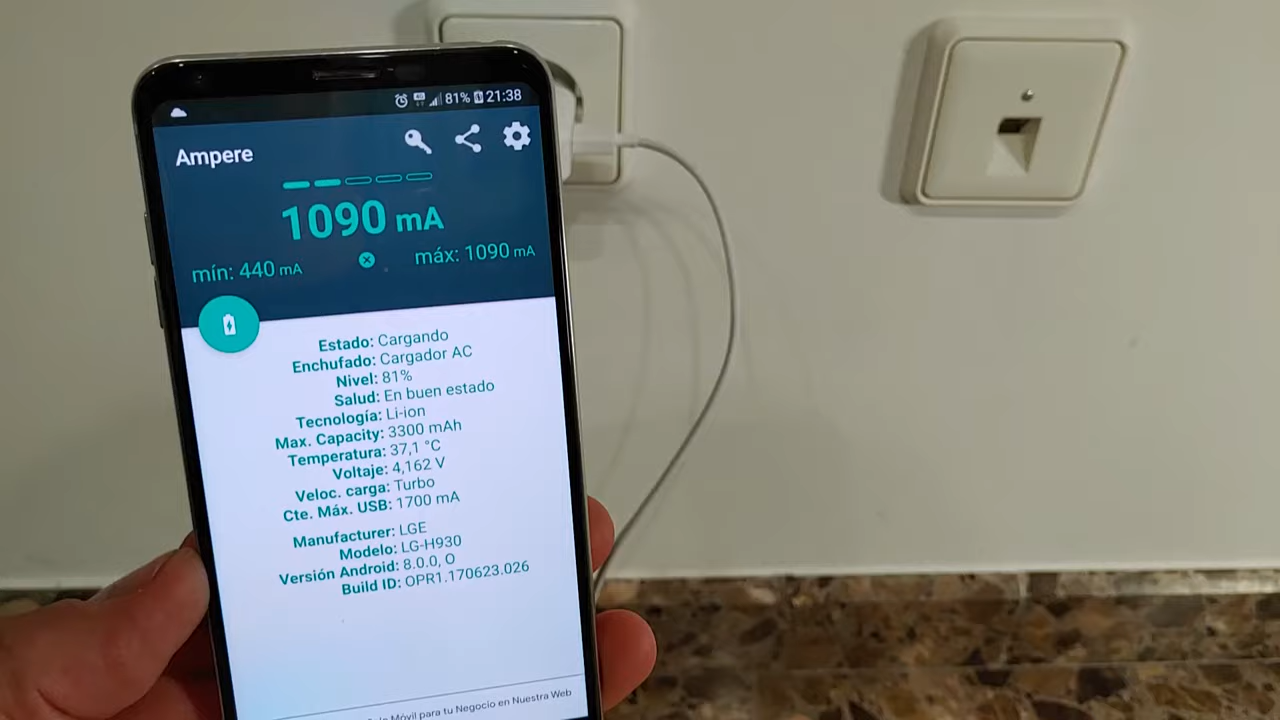 81% 21:38
Ampere
1090 mA
mín: 440 mA máx: 1090 mA
Estado: Cargando
Enchufado: Cargador AC
Nivel: 81%
Salud: En buen estado
Tecnología: Li-ion
Max. Capacity: 3300 mAh
Temperatura: 37,1 °C
Voltaje: 4,162 V
Veloc. carga: Turbo
Cte. Máx. USB: 1700 mA
Manufacturer: LGE
Modelo: LG-H930
Versión Android: 8.0.0, O
Build ID: OPR1.170623.026
Móvil para tu Negocio en Nuestra Web